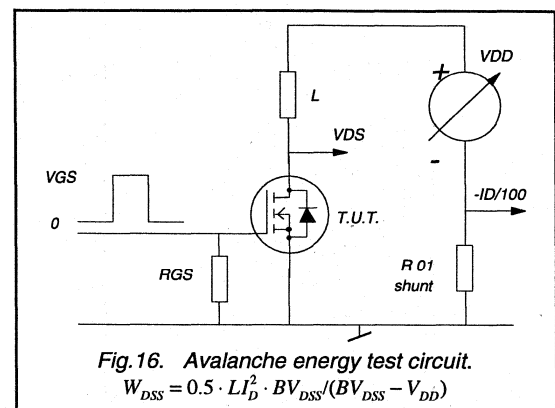 +
VDD
L
-
VDS
VGS
0
T.U.T.
-ID/100
RGS
R 01
shunt
Fig.16. Avalanche energy test circuit.
W_DSS = 0.5 · LI_D^2 · BV_DSS/(BV_DSS − V_DD)